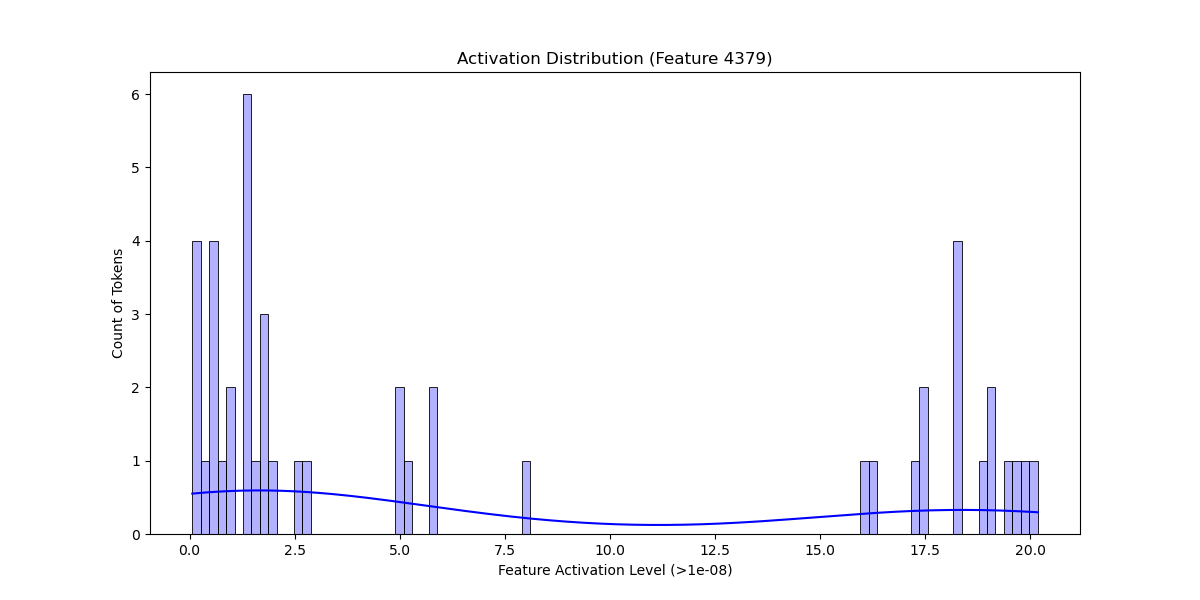 Activation Distribution (Feature 4379)
6
5
4
3
2
1
0
Count of Tokens
0.0 2.5 5.0 7.5 10.0 12.5 15.0 17.5 20.0
Feature Activation Level (>1e-08)